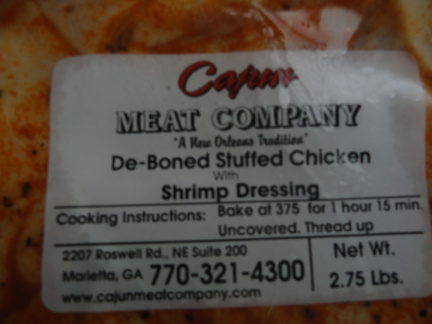 Cajun
MEAT COMPANY
"A New Orleans Tradition"
De-Boned Stuffed Chicken
With
Shrimp Dressing
Cooking Instructions: Bake at 375 for 1 hour 15 min,
Uncovered. Thread up
2207 Roswell Rd., NE Suite 200
Marietta, GA 770-321-4300
www.cajunmeatcompany.com
Net Wt.
2.75 Lbs.